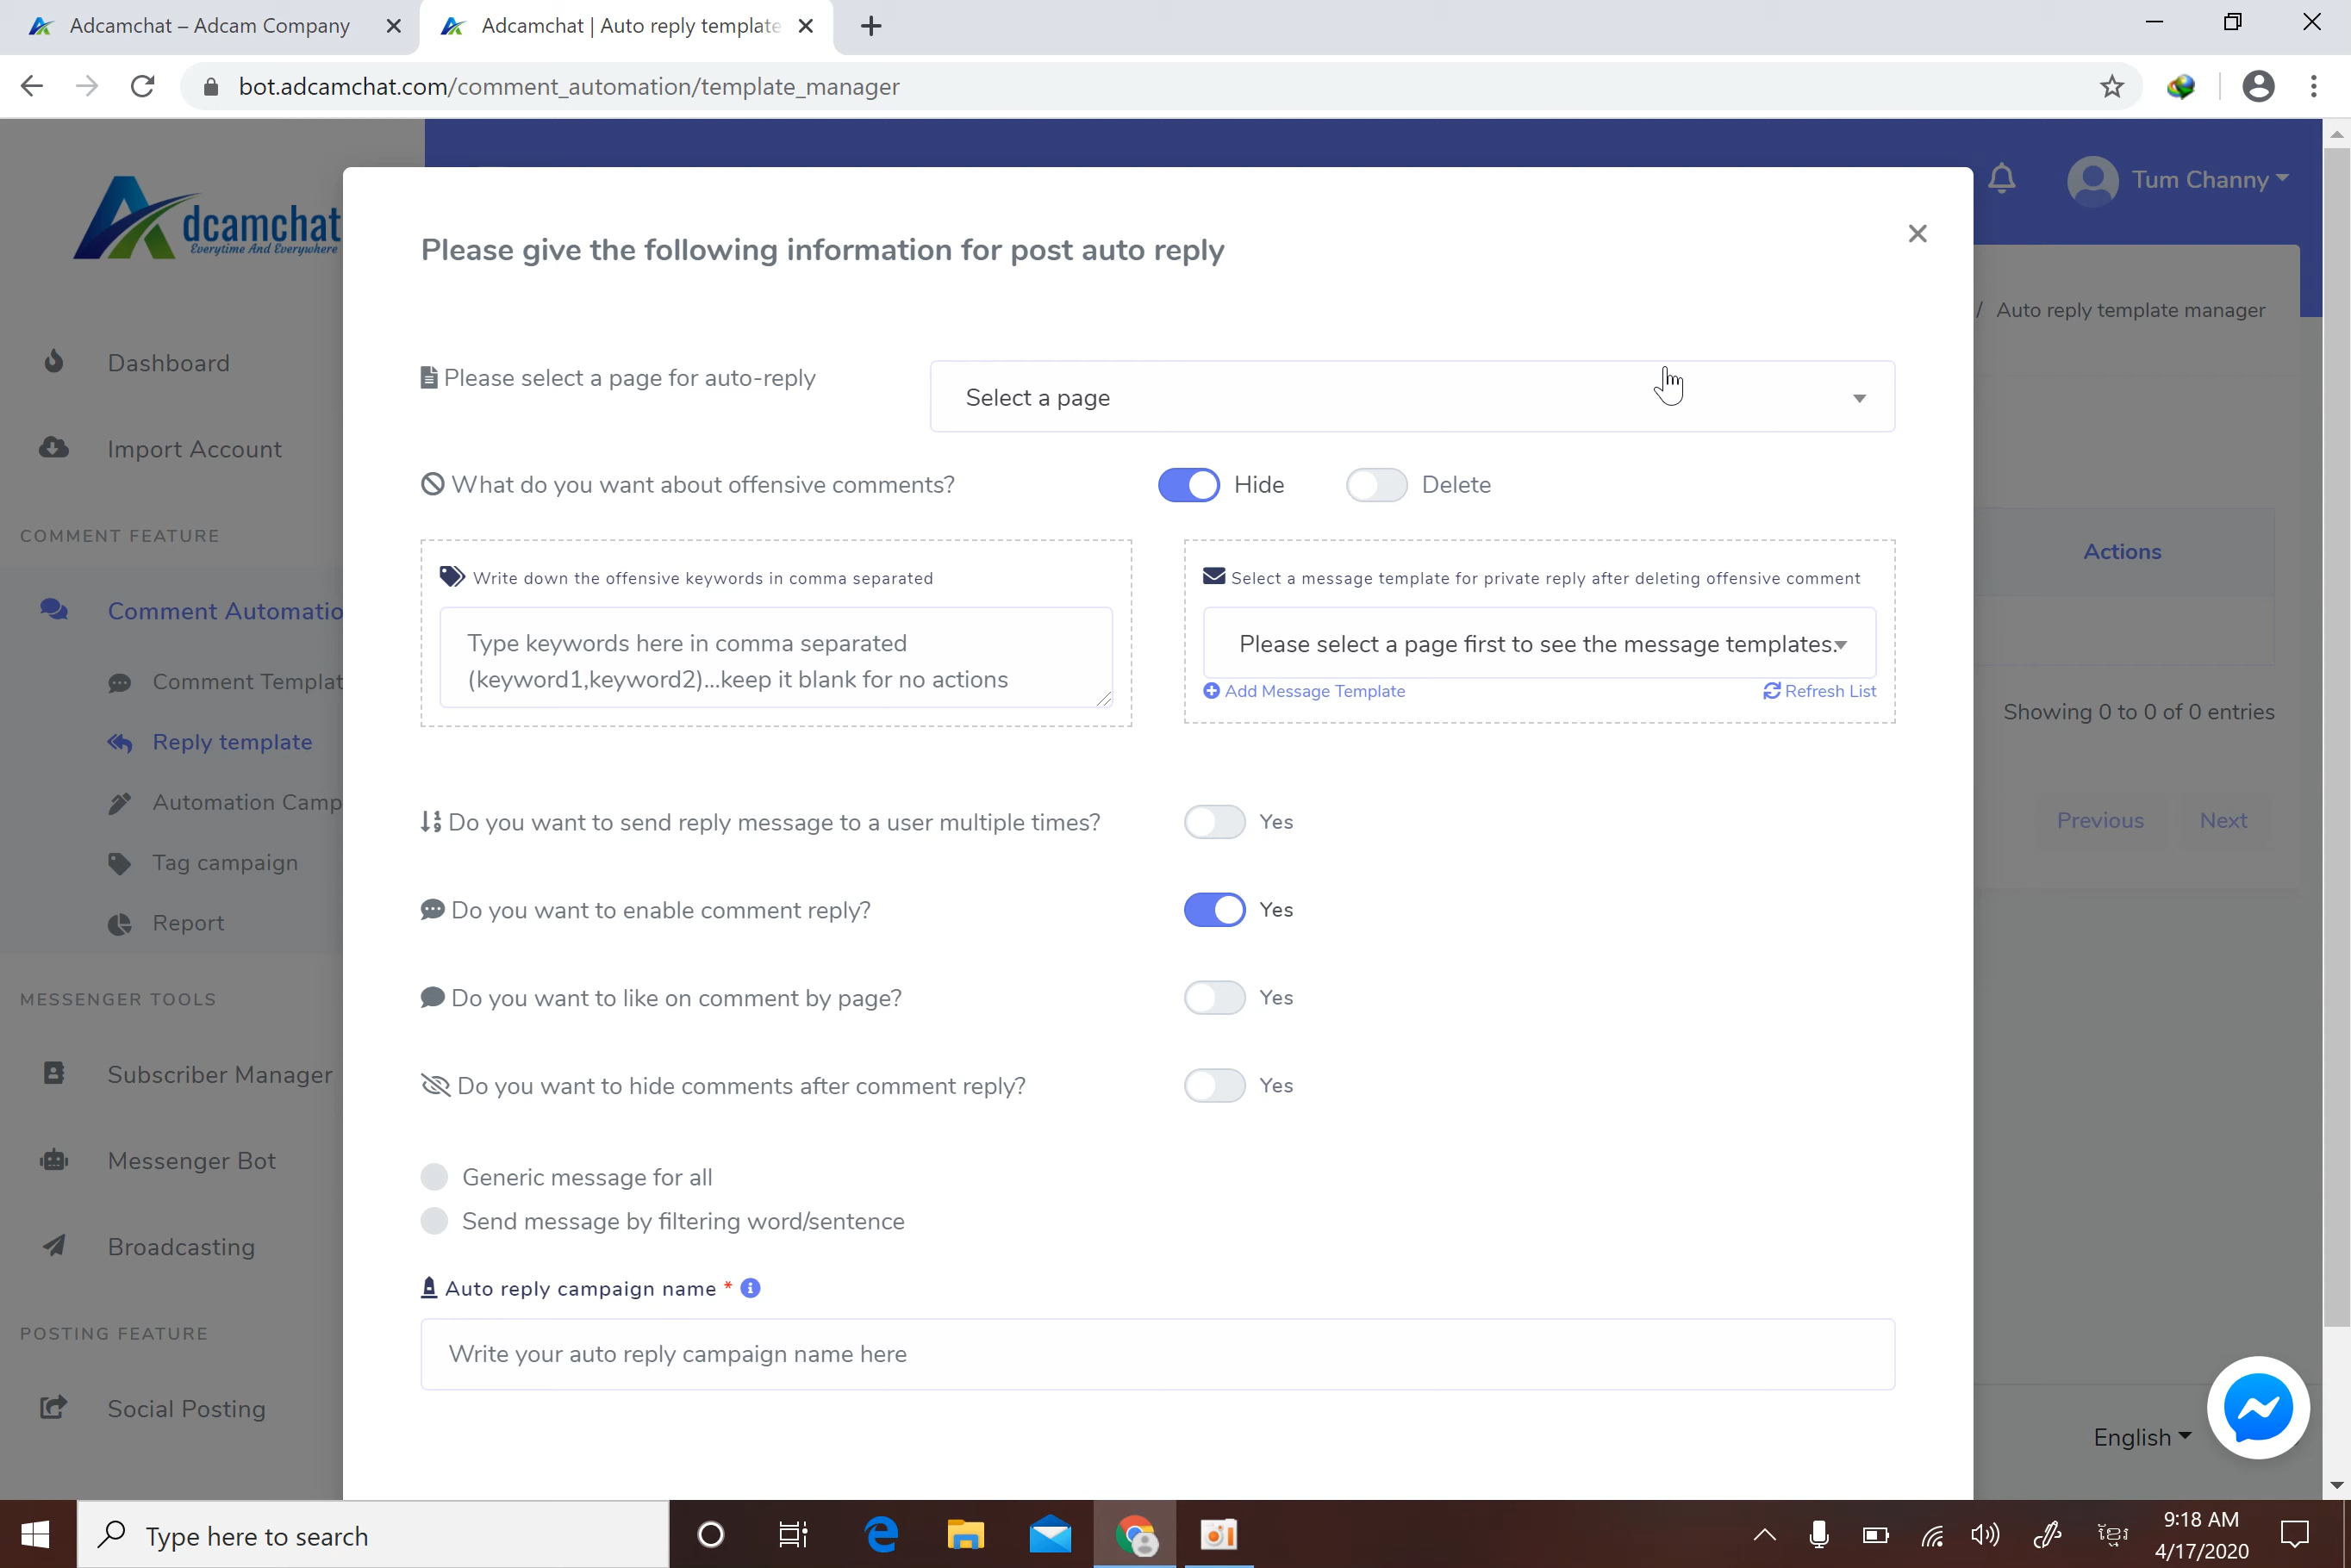 Adcamchat – Adcam Company
Adcamchat | Auto reply template
bot.adcamchat.com/comment_automation/template_manager
dcamchat
Everytime And Everywhere
Tum Channy
Please give the following information for post auto reply
/ Auto reply template manager
Please select a page for auto-reply
Select a page
What do you want about offensive comments?
Hide
Delete
Write down the offensive keywords in comma separated
Type keywords here in comma separated
(keyword1,keyword2)...keep it blank for no actions
Select a message template for private reply after deleting offensive comment
Please select a page first to see the message templates.
Add Message Template
Refresh List
Do you want to send reply message to a user multiple times?
Yes
Do you want to enable comment reply?
Yes
Do you want to like on comment by page?
Yes
Do you want to hide comments after comment reply?
Yes
Generic message for all
Send message by filtering word/sentence
Auto reply campaign name *
Write your auto reply campaign name here
Dashboard
Import Account
COMMENT FEATURE
Comment Automatio
Comment Templat
Reply template
Automation Camp
Tag campaign
Report
MESSENGER TOOLS
Subscriber Manager
Messenger Bot
Broadcasting
POSTING FEATURE
Social Posting
Actions
Showing 0 to 0 of 0 entries
Previous
Next
English
Type here to search
9:18 AM
4/17/2020